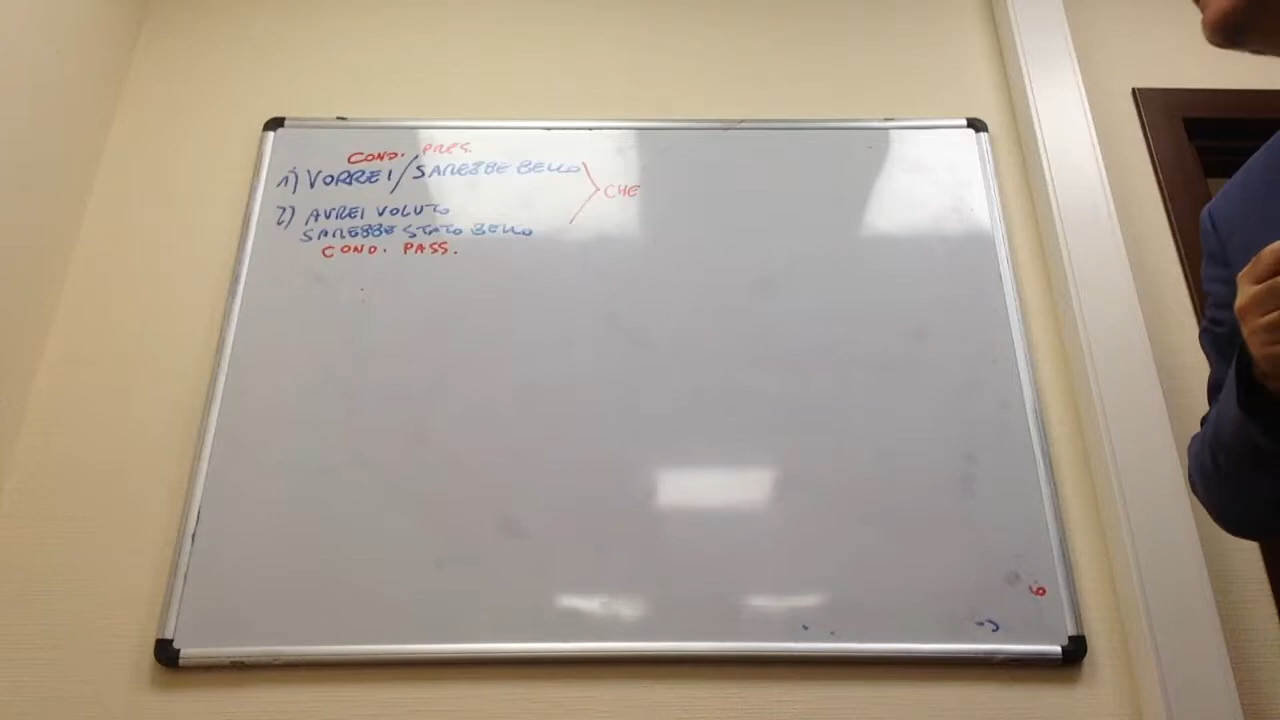 COND. PRES.
1) VORREI/SAREBBE BELLO
CHE
2) AVREI VOLUTO
SAREBBE STATO BELLO
COND. PASS.